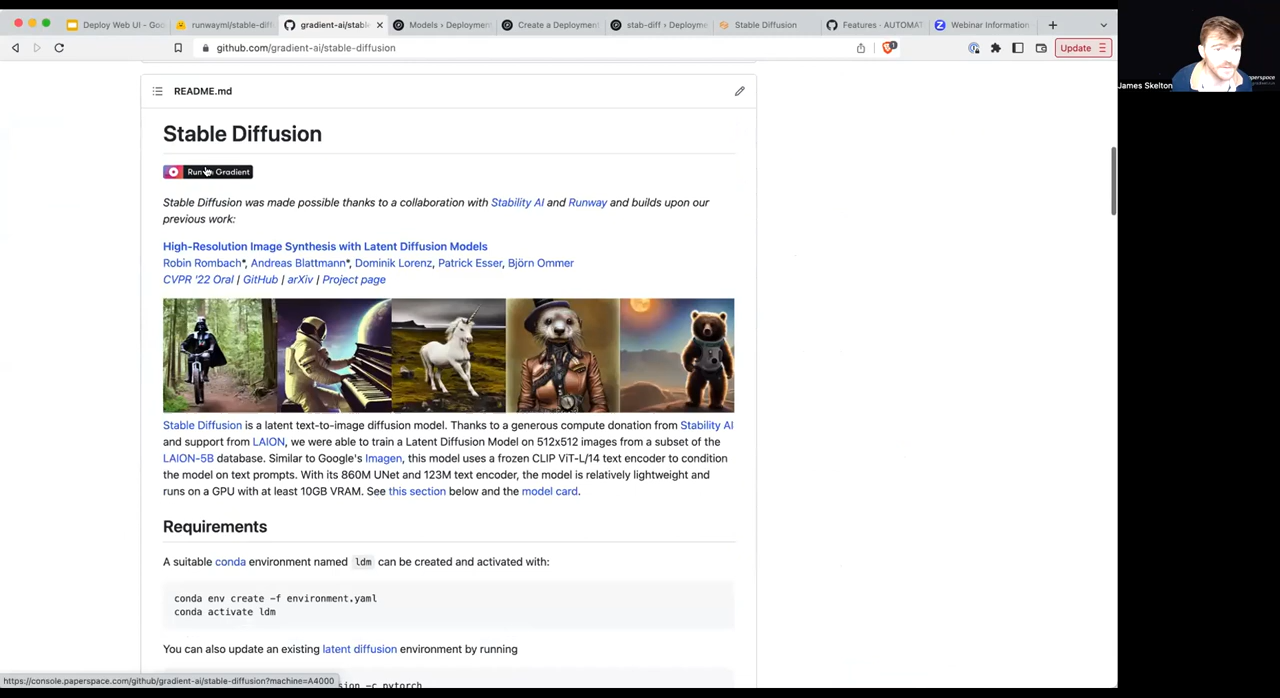 Deploy Web UI - Goo
runwayml/stable-diff
gradient-ai/stable-
Models › Deployment
Create a Deployment
stab-diff › Deployme
Stable Diffusion
Features · AUTOMAT
Webinar Information
github.com/gradient-ai/stable-diffusion
1
Update
James Skelton
README.md
Stable Diffusion
Run Gradient
Stable Diffusion was made possible thanks to a collaboration with Stability AI and Runway and builds upon our
previous work:
High-Resolution Image Synthesis with Latent Diffusion Models
Robin Rombach*, Andreas Blattmann*, Dominik Lorenz, Patrick Esser, Björn Ommer
CVPR '22 Oral | GitHub | arXiv | Project page
Stable Diffusion is a latent text-to-image diffusion model. Thanks to a generous compute donation from Stability AI
and support from LAION, we were able to train a Latent Diffusion Model on 512x512 images from a subset of the
LAION-5B database. Similar to Google's Imagen, this model uses a frozen CLIP ViT-L/14 text encoder to condition
the model on text prompts. With its 860M UNet and 123M text encoder, the model is relatively lightweight and
runs on a GPU with at least 10GB VRAM. See this section below and the model card.
Requirements
A suitable conda environment named ldm can be created and activated with:
conda env create -f environment.yaml
conda activate ldm
You can also update an existing latent diffusion environment by running
https://console.paperspace.com/github/gradient-ai/stable-diffusion?machine=A4000
-c pytorch